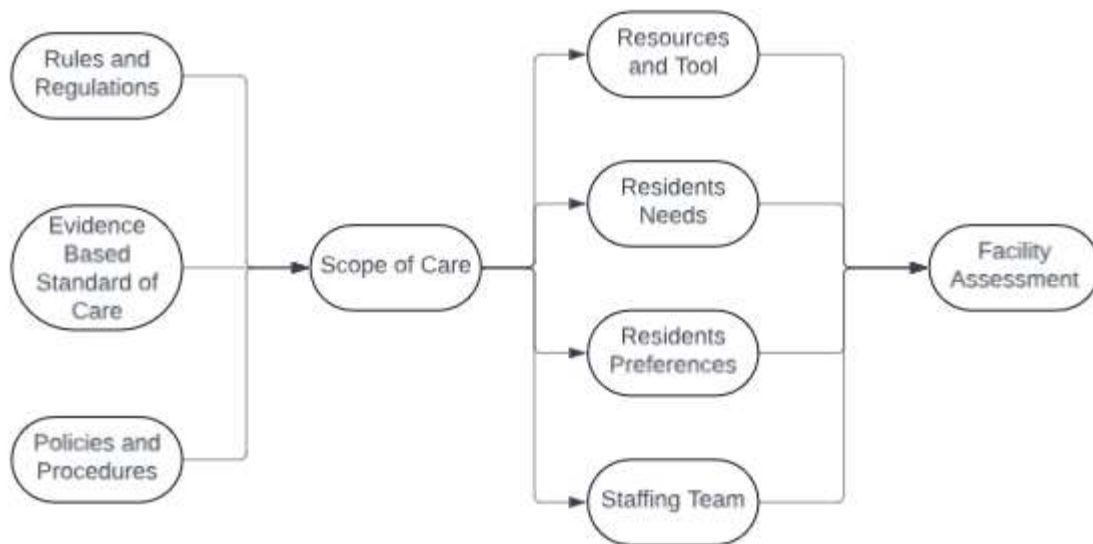 Rules and
Regulations
Evidence
Based
Standard of
Care
Policies and
Procedures
Scope of Care
Resources
and Tool
Residents
Needs
Residents
Preferences
Staffing Team
Facility
Assessment